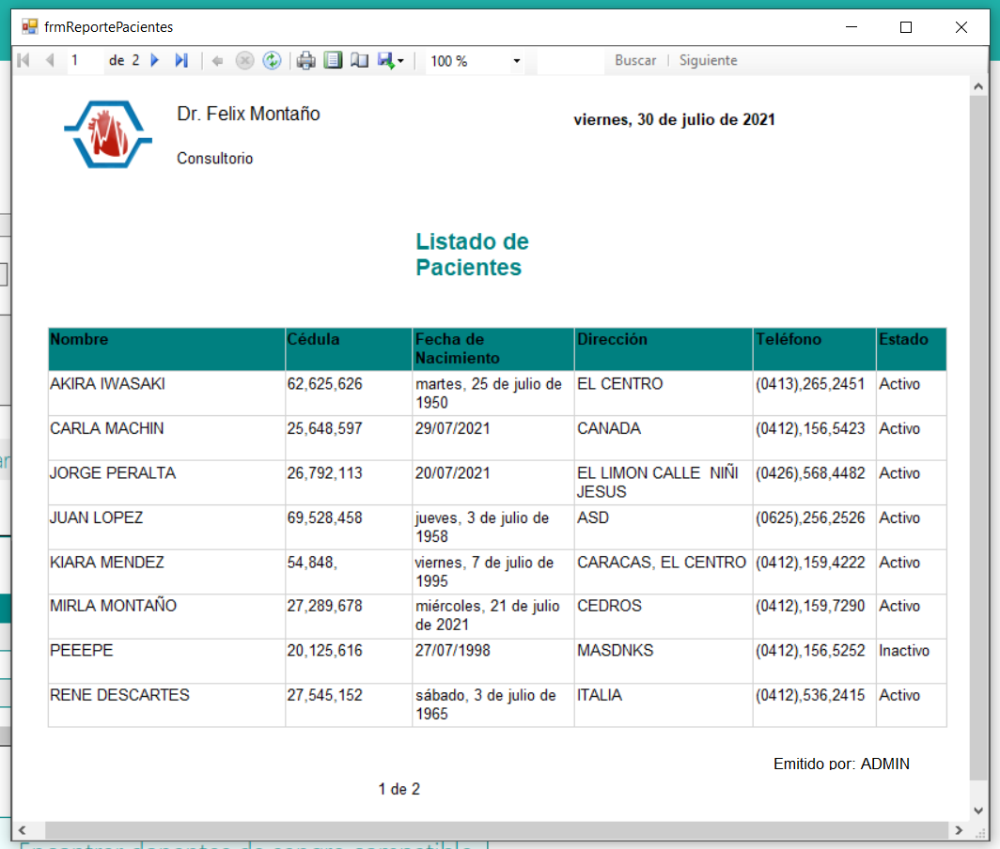 frmReportePacientes
1 de 2 100 % Buscar | Siguiente
Dr. Felix Montaño
viernes, 30 de julio de 2021
Consultorio
Listado de
Pacientes
Nombre Cédula Fecha de Nacimiento Dirección Teléfono Estado
AKIRA IWASAKI 62,625,626 martes, 25 de julio de 1950 EL CENTRO (0413),265,2451 Activo
CARLA MACHIN 25,648,597 29/07/2021 CANADA (0412),156,5423 Activo
JORGE PERALTA 26,792,113 20/07/2021 EL LIMON CALLE NIÑI JESUS (0426),568,4482 Activo
JUAN LOPEZ 69,528,458 jueves, 3 de julio de 1958 ASD (0625),256,2526 Activo
KIARA MENDEZ 54,848, viernes, 7 de julio de 1995 CARACAS, EL CENTRO (0412),159,4222 Activo
MIRLA MONTAÑO 27,289,678 miércoles, 21 de julio de 2021 CEDROS (0412),159,7290 Activo
PEEEPE 20,125,616 27/07/1998 MASDNKS (0412),156,5252 Inactivo
RENE DESCARTES 27,545,152 sábado, 3 de julio de 1965 ITALIA (0412),536,2415 Activo
Emitido por: ADMIN
1 de 2